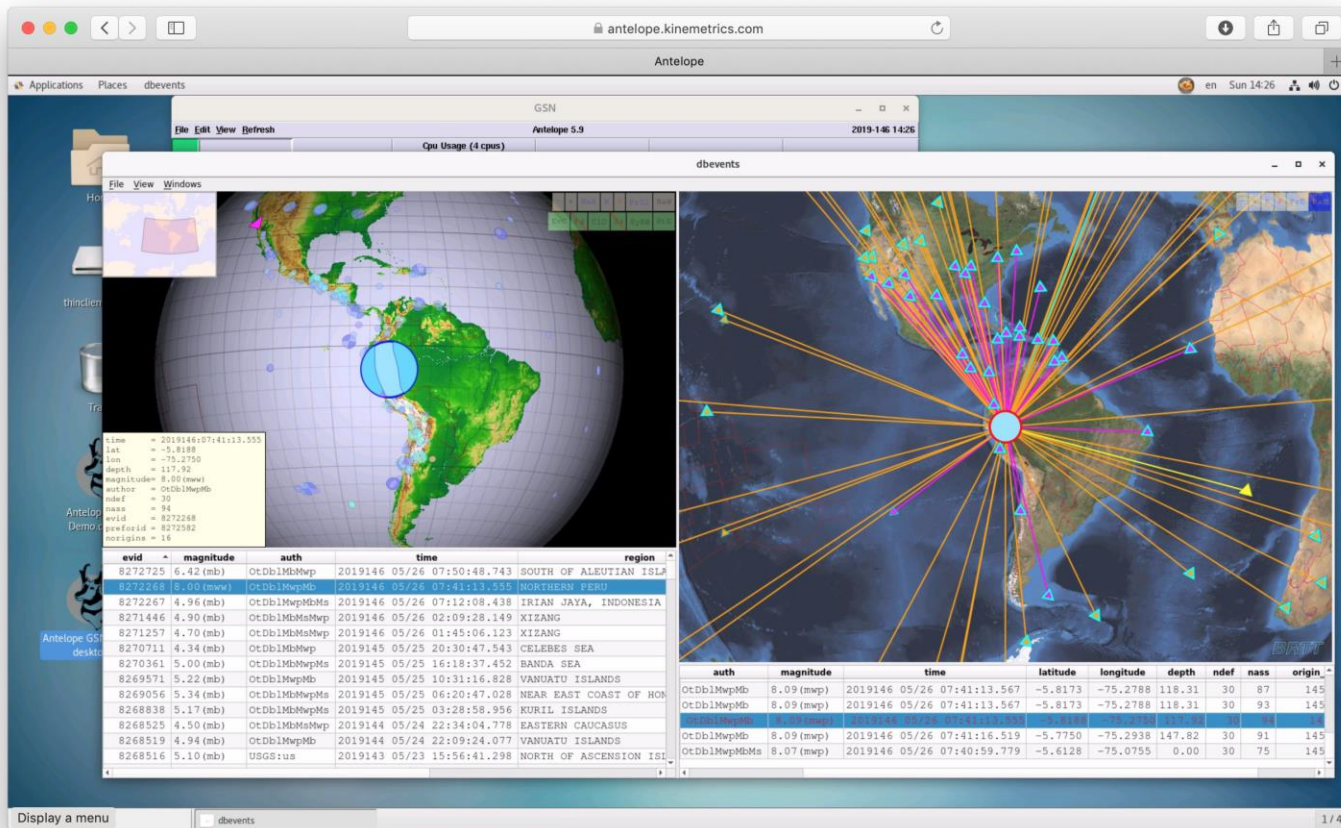 antelope.kinemetrics.com
Antelope
Applications Places dbevents
en Sun 14:26
GSN
File Edit View Refresh Antelope 5.9 2019-146 14:26
Cpu Usage (4 cpus)
dbevents
File View Windows
thinclien
time = 2019146:07:41:13.555
lat = -5.8188
lon = -75.2750
depth = 117.92
magnitude= 8.00(mww)
author = OtDblMwpMb
ndef = 30
nass = 94
evid = 8272268
preforid = 8272582
norigins = 16
Antelope GSN
deskto
evid magnitude auth time region
8272725 6.42(mb) OtDblMbMwp 2019146 05/26 07:50:48.743 SOUTH OF ALEUTIAN ISLA
8272268 8.00(mww) OtDblMwpMb 2019146 05/26 07:41:13.555 NORTHERN PERU
8272267 4.96(mb) OtDblMwpMbMs 2019146 05/26 07:12:08.438 IRIAN JAYA, INDONESIA
8271446 4.90(mb) OtDblMbMsMwp 2019146 05/26 02:09:28.149 XIZANG
8271257 4.70(mb) OtDblMbMsMwp 2019146 05/26 01:45:06.123 XIZANG
8270711 4.34(mb) OtDblMbMwp 2019145 05/25 20:30:47.543 CELEBES SEA
8270361 5.00(mb) OtDblMbMwpMs 2019145 05/25 16:18:37.452 BANDA SEA
8269571 5.22(mb) OtDblMbMwp 2019145 05/25 10:31:16.828 VANUATU ISLANDS
8269056 5.34(mb) OtDblMbMwpMs 2019145 05/25 06:20:47.028 NEAR EAST COAST OF HON
8268838 5.17(mb) OtDblMbMwpMs 2019145 05/25 03:28:58.956 KURIL ISLANDS
8268525 4.50(mb) OtDblMbMsMwp 2019144 05/24 22:34:04.778 EASTERN CAUCASUS
8268519 4.94(mb) OtDblMwpMb 2019144 05/24 22:09:24.077 VANUATU ISLANDS
8268516 5.10(mb) USGS:us 2019143 05/23 15:56:41.298 NORTH OF ASCENSION ISL
BRTT
auth magnitude time latitude longitude depth ndef nass origin_
OtDblMwpMb 8.09(mwp) 2019146 05/26 07:41:13.567 -5.8173 -75.2788 118.31 30 87 145
OtDblMwpMb 8.09(mwp) 2019146 05/26 07:41:13.567 -5.8173 -75.2788 118.31 30 93 145
OtDblMwpMb 8.09(mwp) 2019146 05/26 07:41:13.555 -5.8188 -75.2750 117.92 30 94 14
OtDblMwpMb 8.09(mwp) 2019146 05/26 07:41:16.519 -5.7750 -75.2938 147.82 30 91 145
OtDblMwpMbMs 8.07(mwp) 2019146 05/26 07:40:59.779 -5.6128 -75.0755 0.00 30 75 145
Display a menu
dbevents
1 / 4